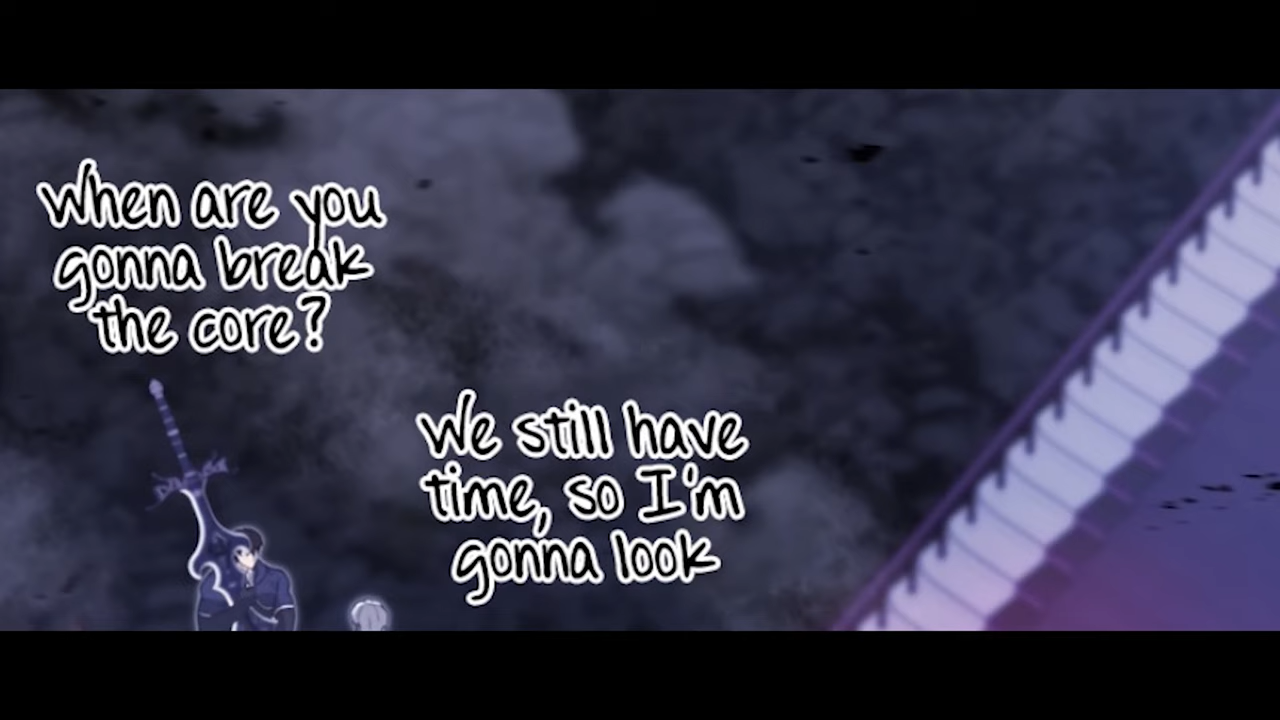 When are you
gonna break
the core?
We still have
time, so I'm
gonna look